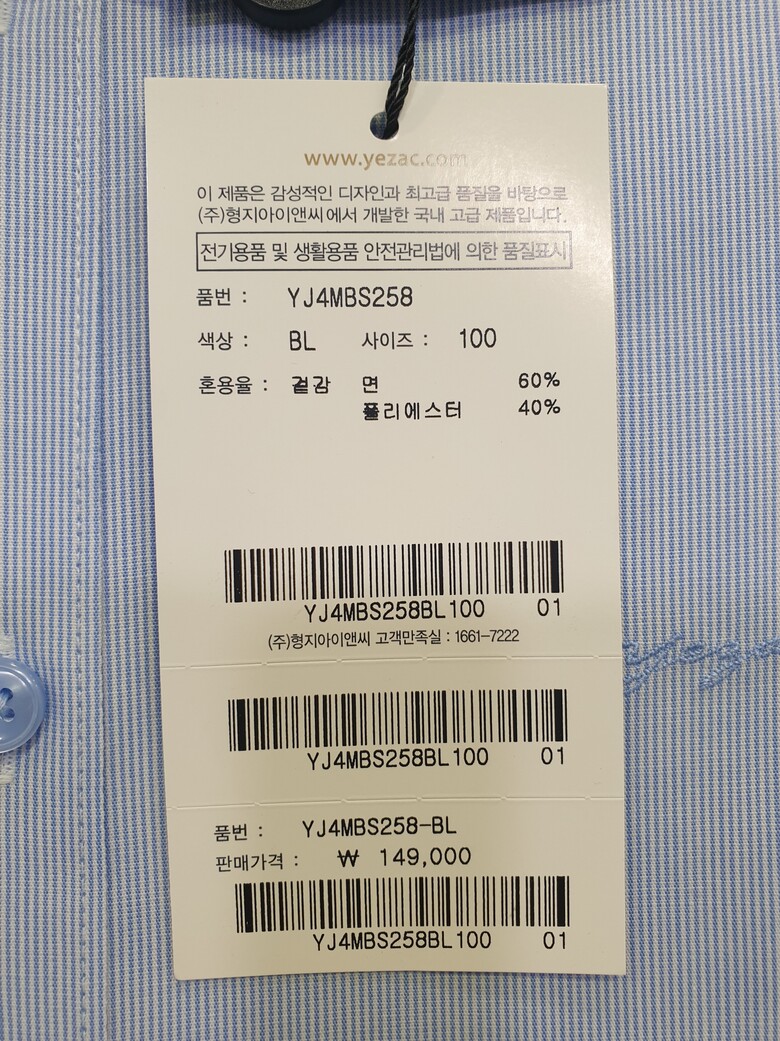 www.yezac.com
이 제품은 감성적인 디자인과 최고급 품질을 바탕으로
(주)형지아이앤씨에서 개발한 국내 고급 제품입니다.
전기용품 및 생활용품 안전관리법에 의한 품질표시
품번 : YJ4MBS258
색상 : BL 사이즈 : 100
혼용율 : 겉감 면 60%
폴리에스터 40%
YJ4MBS258BL100 01
(주)형지아이앤씨 고객만족실 : 1661-7222
YJ4MBS258BL100 01
품번 : YJ4MBS258-BL
판매가격 : ₩ 149,000
YJ4MBS258BL100 01